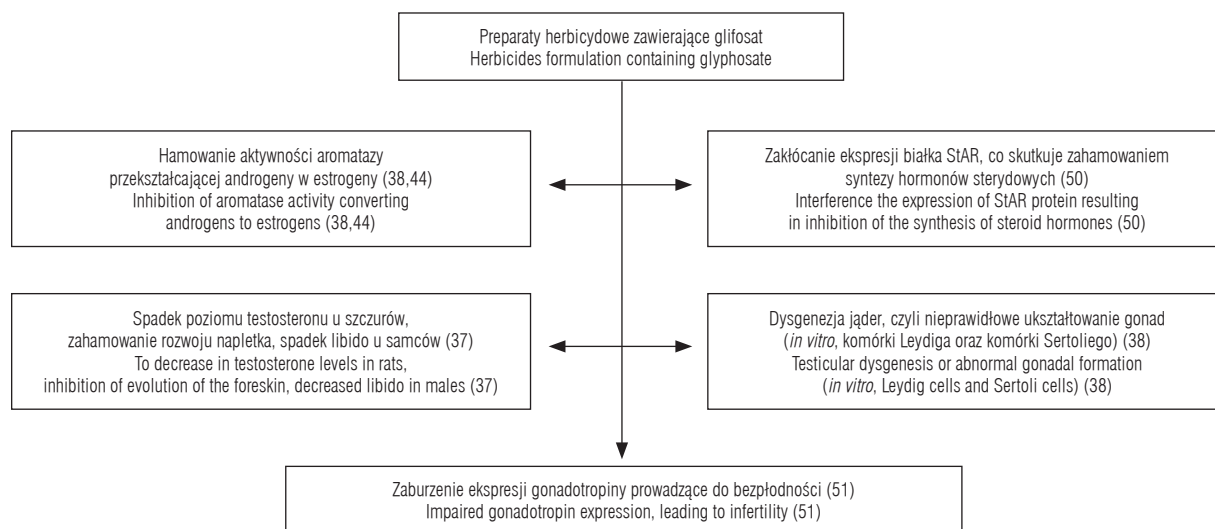 Preparaty herbicydowe zawierające glifosat
Herbicides formulation containing glyphosate
Hamowanie aktywności aromatazy
przekształcającej androgeny w estrogeny (38,44)
Inhibition of aromatase activity converting
androgens to estrogens (38,44)
Zakłócanie ekspresji białka StAR, co skutkuje zahamowaniem
syntezy hormonów sterydowych (50)
Interference the expression of StAR protein resulting
in inhibition of the synthesis of steroid hormones (50)
Spadek poziomu testosteronu u szczurów,
zahamowanie rozwoju napletka, spadek libido u samców (37)
To decrease in testosterone levels in rats,
inhibition of evolution of the foreskin, decreased libido in males (37)
Dysgenezja jąder, czyli nieprawidłowe ukształtowanie gonad
(in vitro, komórki Leydiga oraz komórki Sertoliego) (38)
Testicular dysgenesis or abnormal gonadal formation
(in vitro, Leydig cells and Sertoli cells) (38)
Zaburzenie ekspresji gonadotropiny prowadzące do bezpłodności (51)
Impaired gonadotropin expression, leading to infertility (51)